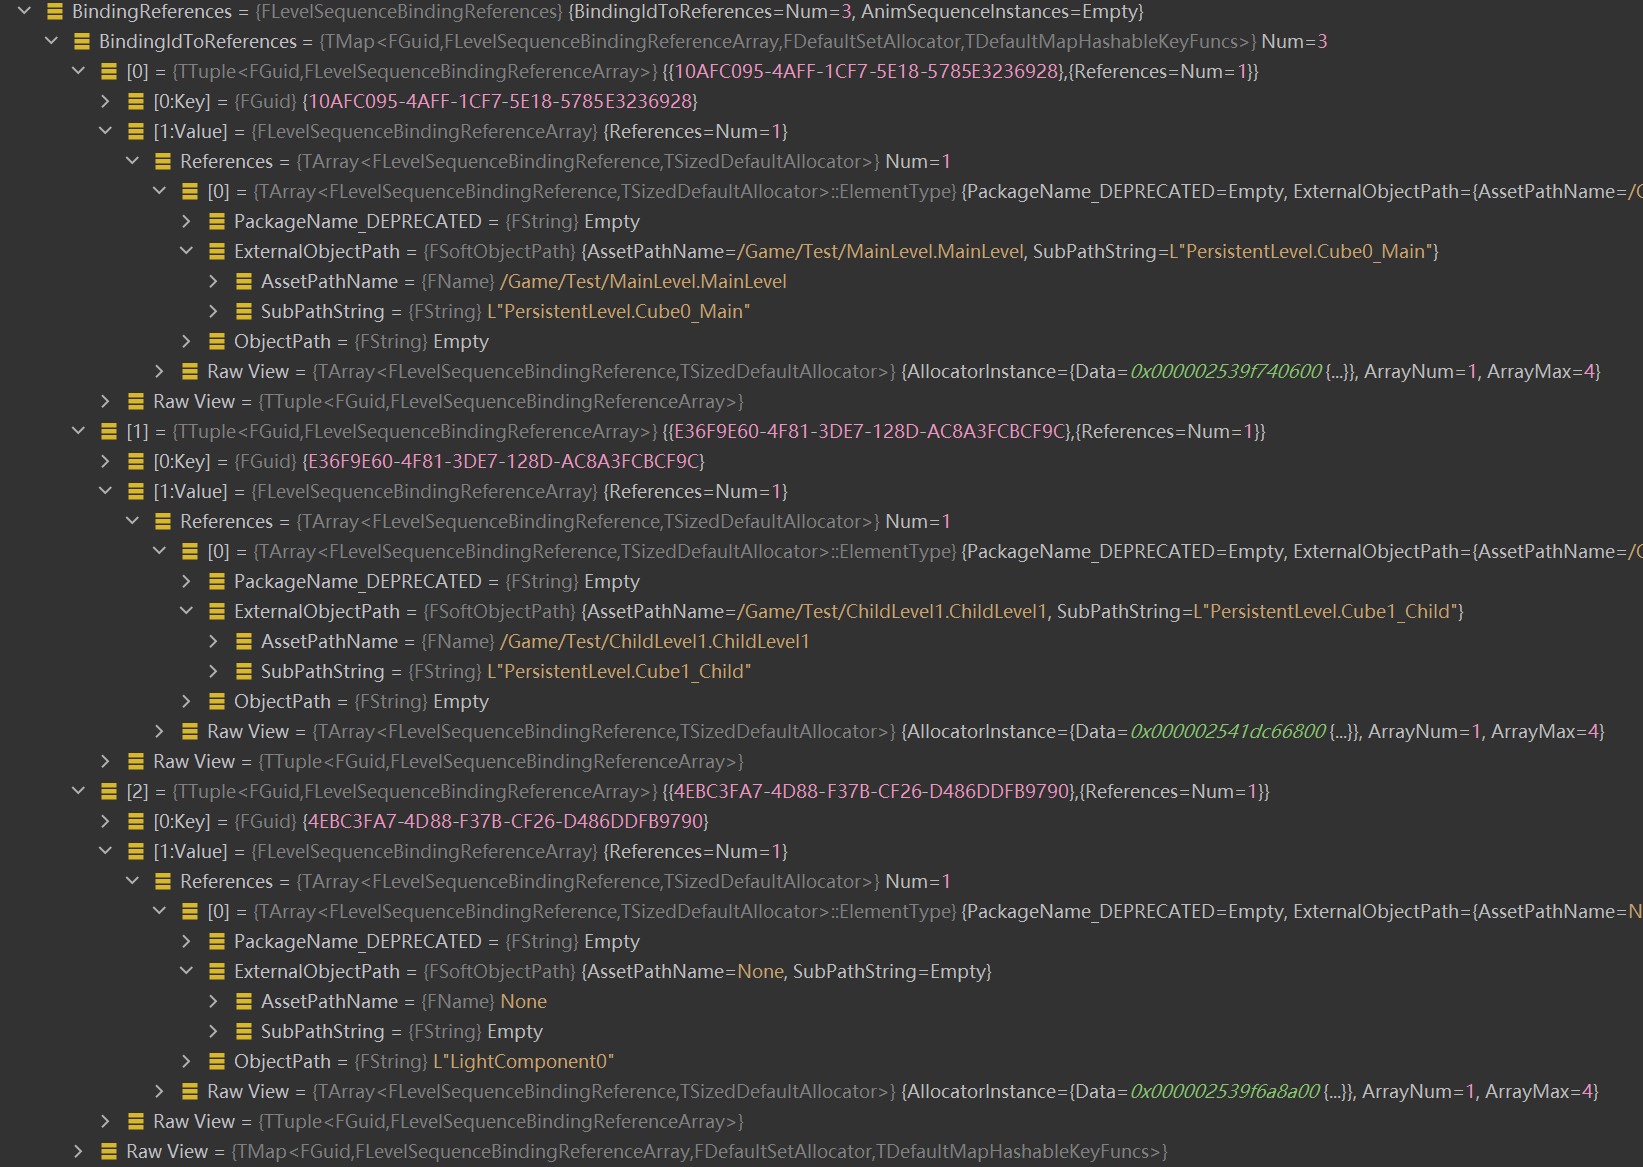 BindingReferences = {FLevelSequenceBindingReferences} {BindingIdToReferences=Num=3, AnimSequenceInstances=Empty}
BindingIdToReferences = {TMap<FGuid,FLevelSequenceBindingReferenceArray,FDefaultSetAllocator,TDefaultMapHashableKeyFuncs>} Num=3
[0] = {TTuple<FGuid,FLevelSequenceBindingReferenceArray>} {{10AFC095-4AFF-1CF7-5E18-5785E3236928},{References=Num=1}}
[0:Key] = {FGuid} {10AFC095-4AFF-1CF7-5E18-5785E3236928}
[1:Value] = {FLevelSequenceBindingReferenceArray} {References=Num=1}
References = {TArray<FLevelSequenceBindingReference,TSizedDefaultAllocator>} Num=1
[0] = {TArray<FLevelSequenceBindingReference,TSizedDefaultAllocator>::ElementType} {PackageName_DEPRECATED=Empty, ExternalObjectPath={AssetPathName=/
PackageName_DEPRECATED = {FString} Empty
ExternalObjectPath = {FSoftObjectPath} {AssetPathName=/Game/Test/MainLevel.MainLevel, SubPathString=L"PersistentLevel.Cube0_Main"}
AssetPathName = {FName} /Game/Test/MainLevel.MainLevel
SubPathString = {FString} L"PersistentLevel.Cube0_Main"
ObjectPath = {FString} Empty
Raw View = {TArray<FLevelSequenceBindingReference,TSizedDefaultAllocator>} {AllocatorInstance={Data=0x000002539f740600 {...}}, ArrayNum=1, ArrayMax=4}
Raw View = {TTuple<FGuid,FLevelSequenceBindingReferenceArray>}
[1] = {TTuple<FGuid,FLevelSequenceBindingReferenceArray>} {{E36F9E60-4F81-3DE7-128D-AC8A3FCBCF9C},{References=Num=1}}
[0:Key] = {FGuid} {E36F9E60-4F81-3DE7-128D-AC8A3FCBCF9C}
[1:Value] = {FLevelSequenceBindingReferenceArray} {References=Num=1}
References = {TArray<FLevelSequenceBindingReference,TSizedDefaultAllocator>} Num=1
[0] = {TArray<FLevelSequenceBindingReference,TSizedDefaultAllocator>::ElementType} {PackageName_DEPRECATED=Empty, ExternalObjectPath={AssetPathName=/
PackageName_DEPRECATED = {FString} Empty
ExternalObjectPath = {FSoftObjectPath} {AssetPathName=/Game/Test/ChildLevel1.ChildLevel1, SubPathString=L"PersistentLevel.Cube1_Child"}
AssetPathName = {FName} /Game/Test/ChildLevel1.ChildLevel1
SubPathString = {FString} L"PersistentLevel.Cube1_Child"
ObjectPath = {FString} Empty
Raw View = {TArray<FLevelSequenceBindingReference,TSizedDefaultAllocator>} {AllocatorInstance={Data=0x000002541dc66800 {...}}, ArrayNum=1, ArrayMax=4}
Raw View = {TTuple<FGuid,FLevelSequenceBindingReferenceArray>}
[2] = {TTuple<FGuid,FLevelSequenceBindingReferenceArray>} {{4EBC3FA7-4D88-F37B-CF26-D486DDFB9790},{References=Num=1}}
[0:Key] = {FGuid} {4EBC3FA7-4D88-F37B-CF26-D486DDFB9790}
[1:Value] = {FLevelSequenceBindingReferenceArray} {References=Num=1}
References = {TArray<FLevelSequenceBindingReference,TSizedDefaultAllocator>} Num=1
[0] = {TArray<FLevelSequenceBindingReference,TSizedDefaultAllocator>::ElementType} {PackageName_DEPRECATED=Empty, ExternalObjectPath={AssetPathName=N
PackageName_DEPRECATED = {FString} Empty
ExternalObjectPath = {FSoftObjectPath} {AssetPathName=None, SubPathString=Empty}
AssetPathName = {FName} None
SubPathString = {FString} Empty
ObjectPath = {FString} L"LightComponent0"
Raw View = {TArray<FLevelSequenceBindingReference,TSizedDefaultAllocator>} {AllocatorInstance={Data=0x000002539f6a8a00 {...}}, ArrayNum=1, ArrayMax=4}
Raw View = {TTuple<FGuid,FLevelSequenceBindingReferenceArray>}
Raw View = {TMap<FGuid,FLevelSequenceBindingReferenceArray,FDefaultSetAllocator,TDefaultMapHashableKeyFuncs>}